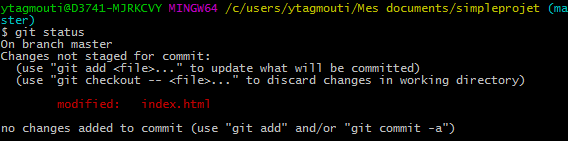 ytagmouti@D3741-MJRKCVY MINGW64 /c/users/ytagmouti/Mes documents/simpleprojet (ma
ster)
$ git status
On branch master
Changes not staged for commit:
  (use "git add <file>..." to update what will be committed)
  (use "git checkout -- <file>..." to discard changes in working directory)

        modified:   index.html

no changes added to commit (use "git add" and/or "git commit -a")